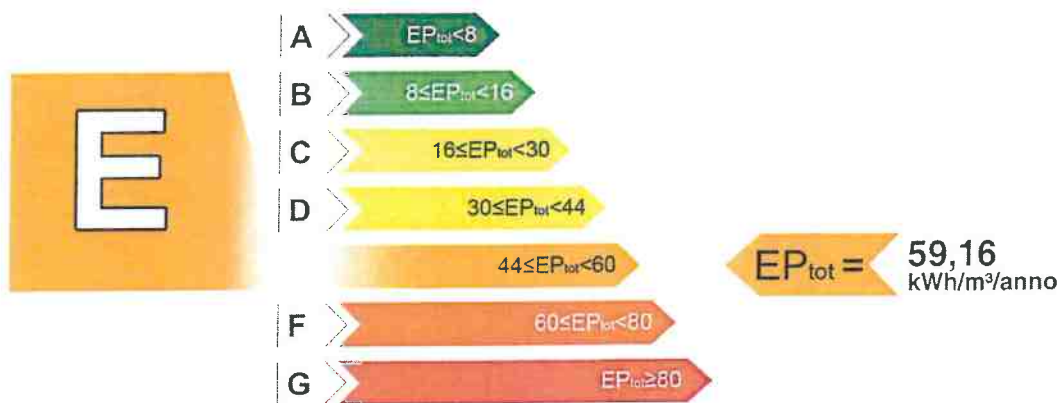 A EPtot<8
B 8≤EPtot<16
C 16≤EPtot<30
D 30≤EPtot<44
E 44≤EPtot<60
F 60≤EPtot<80
G EPtot≥80
EPtot = 59,16
kWh/m³/anno